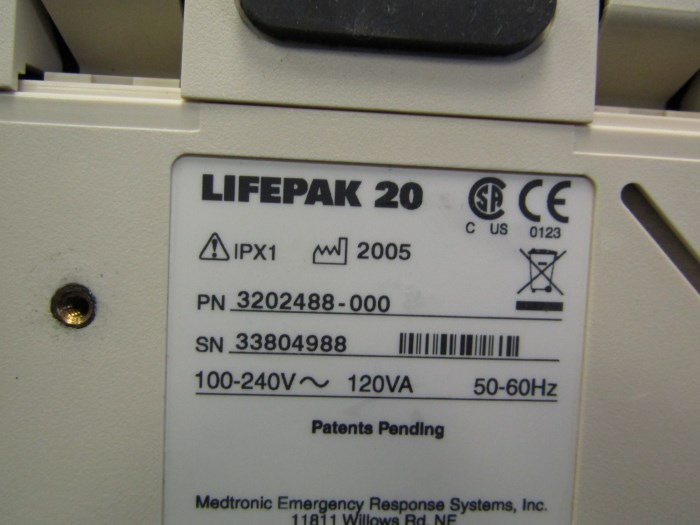 LIFEPAK 20
C US
0123
IPX1 2005
PN 3202488-000
SN 33804988
100-240V~ 120VA 50-60Hz
Patents Pending
Medtronic Emergency Response Systems, Inc.
11811 Willows Rd. NE